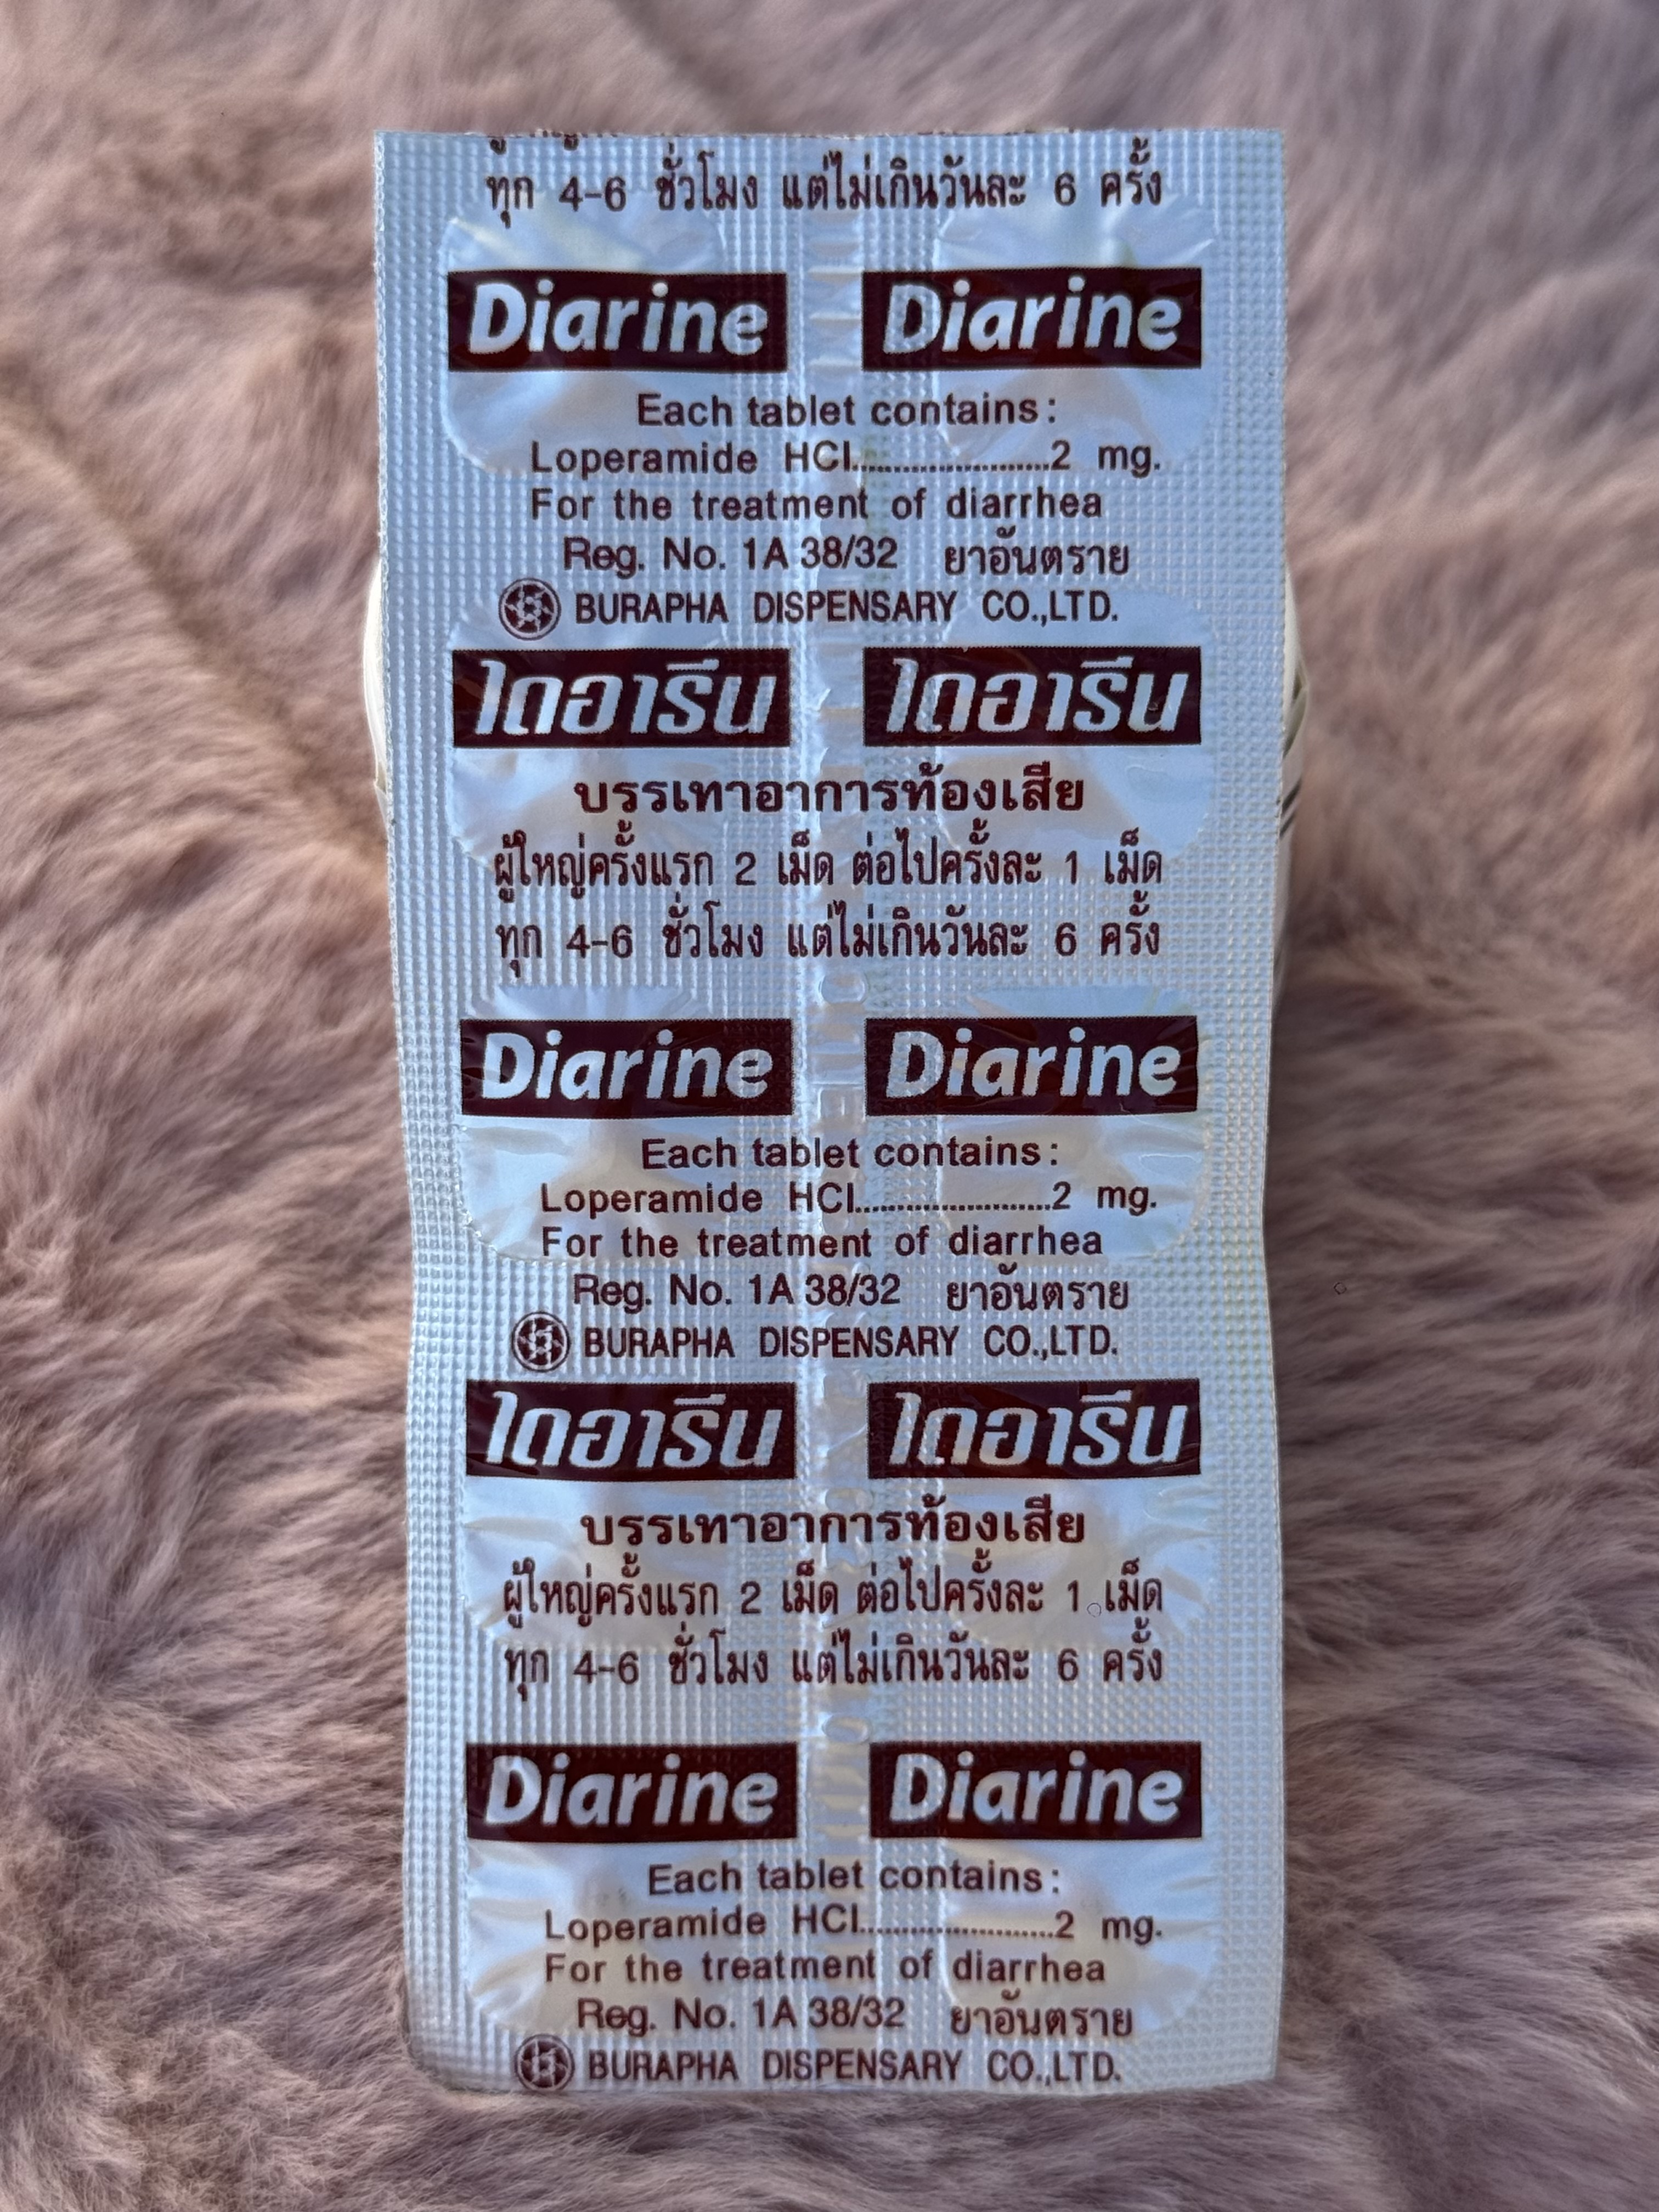 ทุก 4-6 ชั่วโมง แต่ไม่เกินวันละ 6 ครั้ง
Diarine Diarine
Each tablet contains:
Loperamide HCl......................2 mg.
For the treatment of diarrhea
Reg. No. 1A 38/32 ยาอันตราย
BURAPHA DISPENSARY CO.,LTD.
ไดอารีน ไดอารีน
บรรเทาอาการท้องเสีย
ผู้ใหญ่ครั้งแรก 2 เม็ด ต่อไปครั้งละ 1 เม็ด
ทุก 4-6 ชั่วโมง แต่ไม่เกินวันละ 6 ครั้ง
Diarine Diarine
Each tablet contains:
Loperamide HCl......................2 mg.
For the treatment of diarrhea
Reg. No. 1A 38/32 ยาอันตราย
BURAPHA DISPENSARY CO.,LTD.
ไดอารีน ไดอารีน
บรรเทาอาการท้องเสีย
ผู้ใหญ่ครั้งแรก 2 เม็ด ต่อไปครั้งละ 1 เม็ด
ทุก 4-6 ชั่วโมง แต่ไม่เกินวันละ 6 ครั้ง
Diarine Diarine
Each tablet contains:
Loperamide HCl......................2 mg.
For the treatment of diarrhea
Reg. No. 1A 38/32 ยาอันตราย
BURAPHA DISPENSARY CO.,LTD.